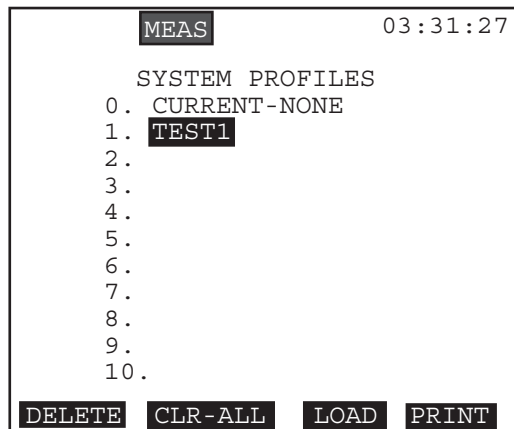 MEAS 03:31:27
SYSTEM PROFILES
0. CURRENT-NONE
1. TEST1
2.
3.
4.
5.
6.
7.
8.
9.
10.
DELETE CLR-ALL LOAD PRINT